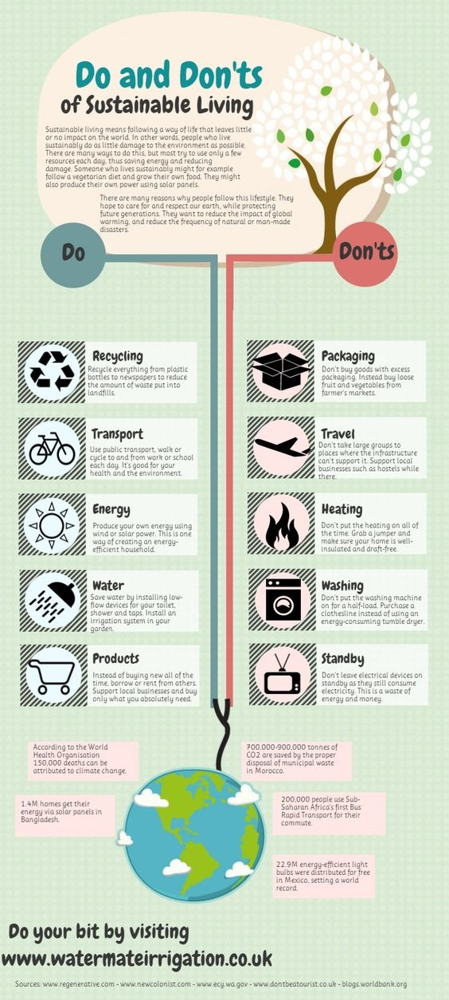 Do and Don'ts
of Sustainable Living
Sustainable living means following a way of life that leaves little
or no impact on the world. In other words, people who live
sustainably do as little damage to the environment as possible.
There are many ways to do this, but most try to use only a few
resources each day, thus saving energy and reducing
damage. Someone who lives sustainably might for example
follow a vegetarian diet and grow their own food. They might
also produce their own power using solar panels.
There are many reasons why people follow this lifestyle. They
hope to care for and respect our earth, while protecting
future generations. They want to reduce the impact of global
warming, and reduce the frequency of natural or man-made
disasters.
Do
Don'ts
Recycling
Recycle everything from plastic
bottles to newspapers to reduce
the amount of waste put into
landfills.
Packaging
Don't buy goods with excess
packaging. Instead buy loose
fruit and vegetables from
farmer's markets.
Transport
Use public transport, walk or
cycle to and from work or school
each day. It's good for your
health and the environment.
Travel
Don't take large groups to
places where the infrastructure
can't support it. Support local
businesses such as hostels while
there.
Energy
Produce your own energy using
wind or solar power. This is one
way of creating an energy-
efficient household.
Heating
Don't put the heating on all of
the time. Grab a jumper and
make sure your home is well-
insulated and draft-free.
Water
Save water by installing low-
flow devices for your toilet,
shower and taps. Install an
irrigation system in your
garden.
Washing
Don't put the washing machine
on for a half-load. Purchase a
clothesline instead of using an
energy-consuming tumble dryer.
Products
Instead of buying new all of the
time, borrow or rent from others.
Support local businesses and buy
only what you absolutely need.
Standby
Don't leave electrical devices on
standby as they still consume
electricity. This is a waste of
energy and money.
According to the World
Health Organisation
150,000 deaths can be
attributed to climate change.
700,000-900,000 tonnes of
CO2 are saved by the proper
disposal of municipal waste
in Morocco.
1.4M homes get their
energy via solar panels in
Bangladesh.
200,000 people use Sub-
Saharan Africa's first Bus
Rapid Transport for their
commute.
22.9M energy-efficient light
bulbs were distributed for free
in Mexico, setting a world
record.
Do your bit by visiting
www.watermateirrigation.co.uk
Sources: www.regenerative.com - www.newcolonist.com - www.ecy.wa.gov - www.dontbeatourist.co.uk - blogs.worldbank.org